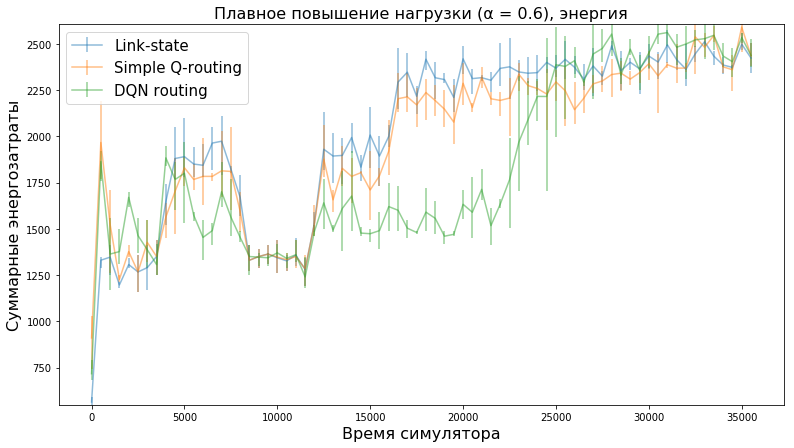 Плавное повышение нагрузки (α = 0.6), энергия
Суммарные энергозатраты
2500
2250
2000
1750
1500
1250
1000
750
Link-state
Simple Q-routing
DQN routing
0
5000
10000
15000
20000
25000
30000
35000
Время симулятора